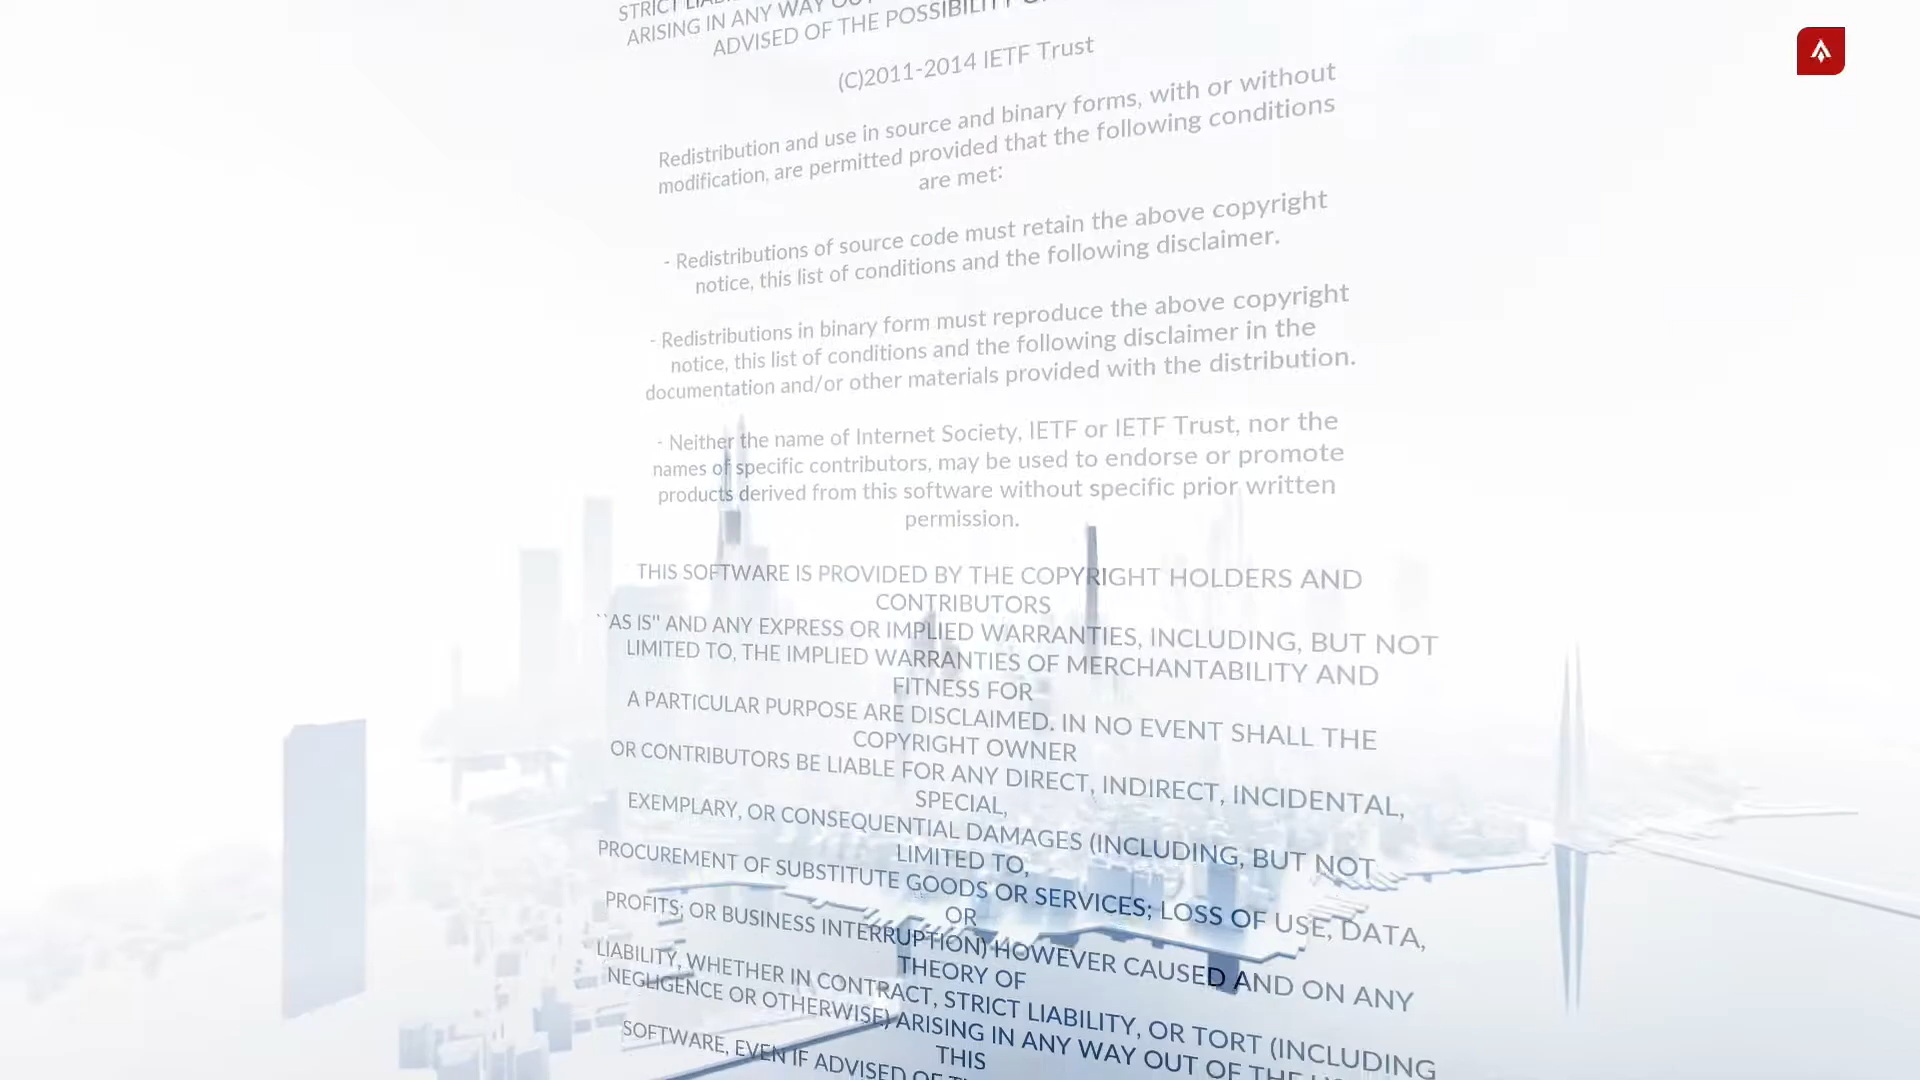 ARISING IN ANY WAY
ADVISED OF THE POSSIBILITY
(C)2011-2014 IETF Trust
Redistribution and use in source and binary forms, with or without
modification, are permitted provided that the following conditions
are met:
- Redistributions of source code must retain the above copyright
notice, this list of conditions and the following disclaimer.
- Redistributions in binary form must reproduce the above copyright
notice, this list of conditions and the following disclaimer in the
documentation and/or other materials provided with the distribution.
- Neither the name of Internet Society, IETF or IETF Trust, nor the
names of specific contributors, may be used to endorse or promote
products derived from this software without specific prior written
permission.
THIS SOFTWARE IS PROVIDED BY THE COPYRIGHT HOLDERS AND
CONTRIBUTORS
``AS IS'' AND ANY EXPRESS OR IMPLIED WARRANTIES, INCLUDING, BUT NOT
LIMITED TO, THE IMPLIED WARRANTIES OF MERCHANTABILITY AND
FITNESS FOR
A PARTICULAR PURPOSE ARE DISCLAIMED. IN NO EVENT SHALL THE
COPYRIGHT OWNER
OR CONTRIBUTORS BE LIABLE FOR ANY DIRECT, INDIRECT, INCIDENTAL,
SPECIAL,
EXEMPLARY, OR CONSEQUENTIAL DAMAGES (INCLUDING, BUT NOT
LIMITED TO,
PROCUREMENT OF SUBSTITUTE GOODS OR SERVICES; LOSS OF USE, DATA,
OR
PROFITS; OR BUSINESS INTERRUPTION) HOWEVER CAUSED AND ON ANY
THEORY OF
LIABILITY, WHETHER IN CONTRACT, STRICT LIABILITY, OR TORT (INCLUDING
NEGLIGENCE OR OTHERWISE) ARISING IN ANY WAY OUT OF THE
THIS
SOFTWARE, EVEN IF ADVISED OF